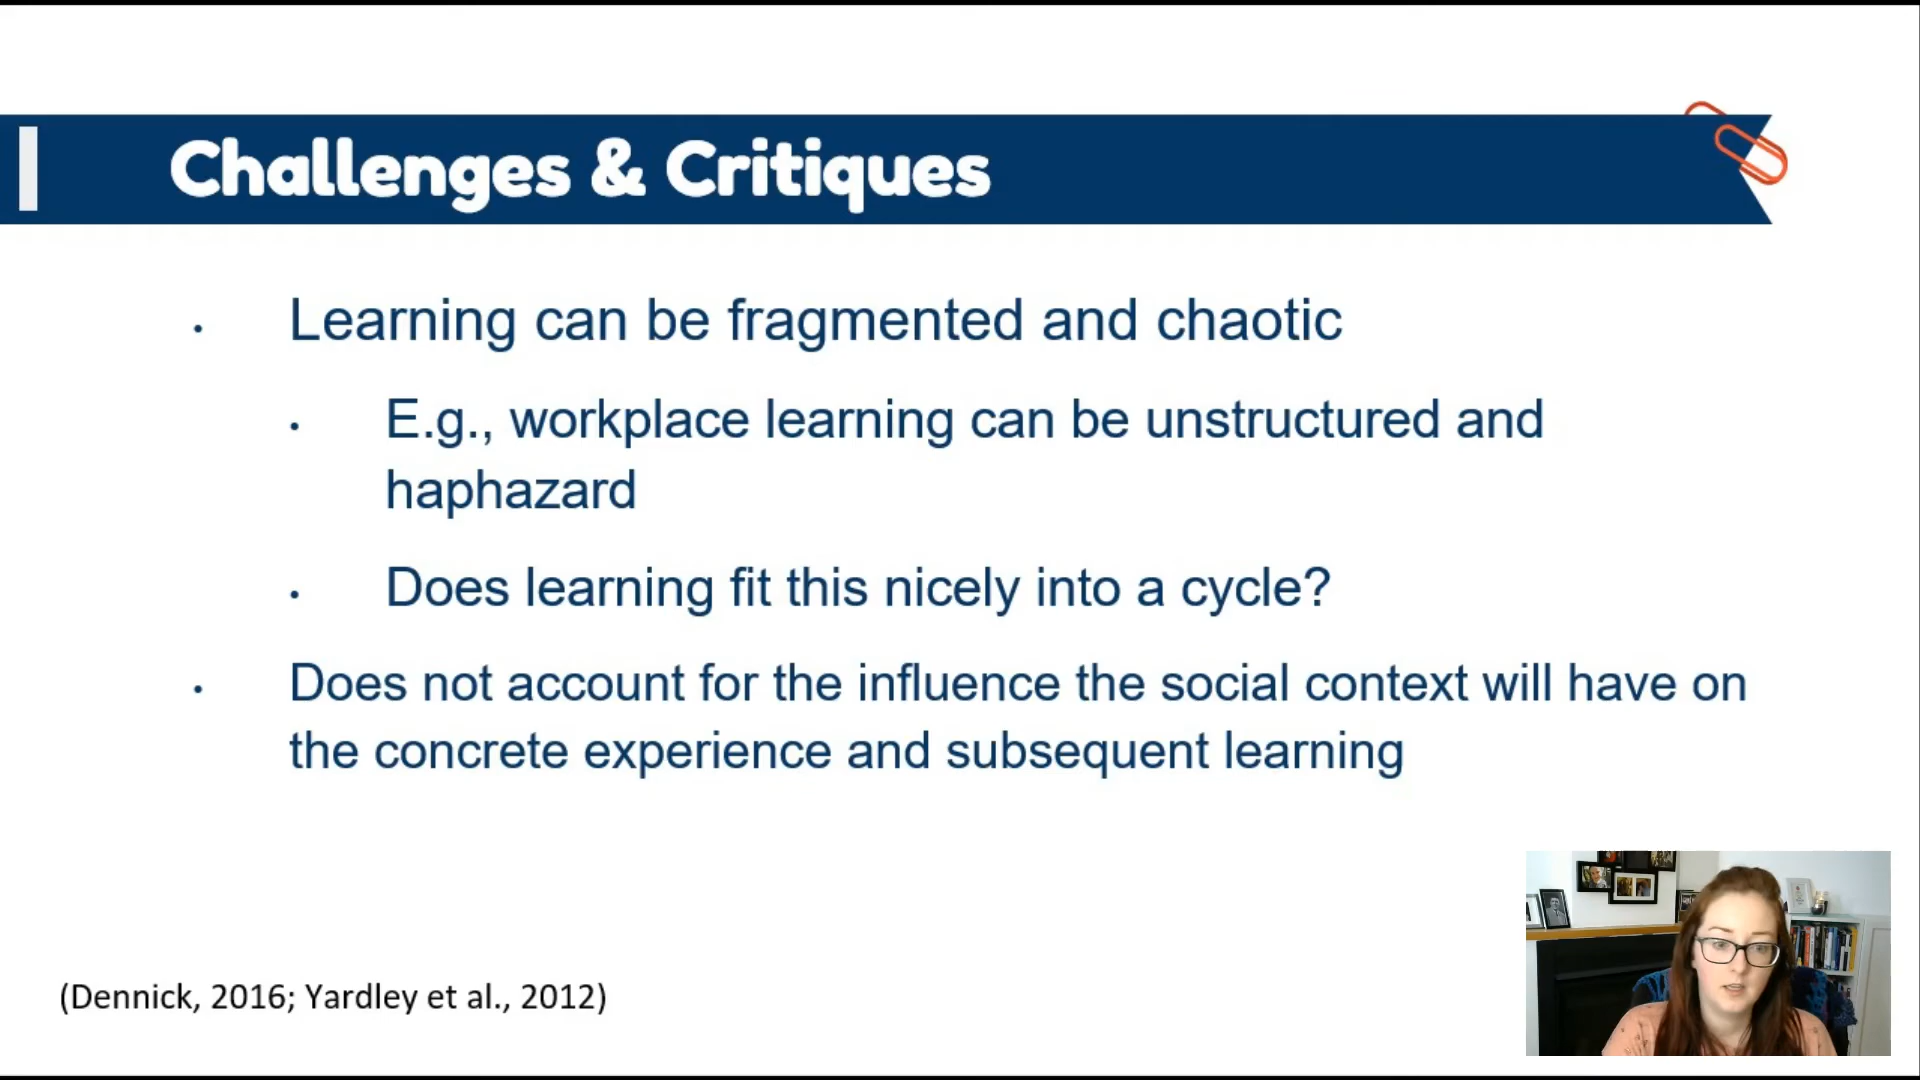 Challenges & Critiques
• Learning can be fragmented and chaotic
• E.g., workplace learning can be unstructured and
haphazard
• Does learning fit this nicely into a cycle?
• Does not account for the influence the social context will have on
the concrete experience and subsequent learning
(Dennick, 2016; Yardley et al., 2012)